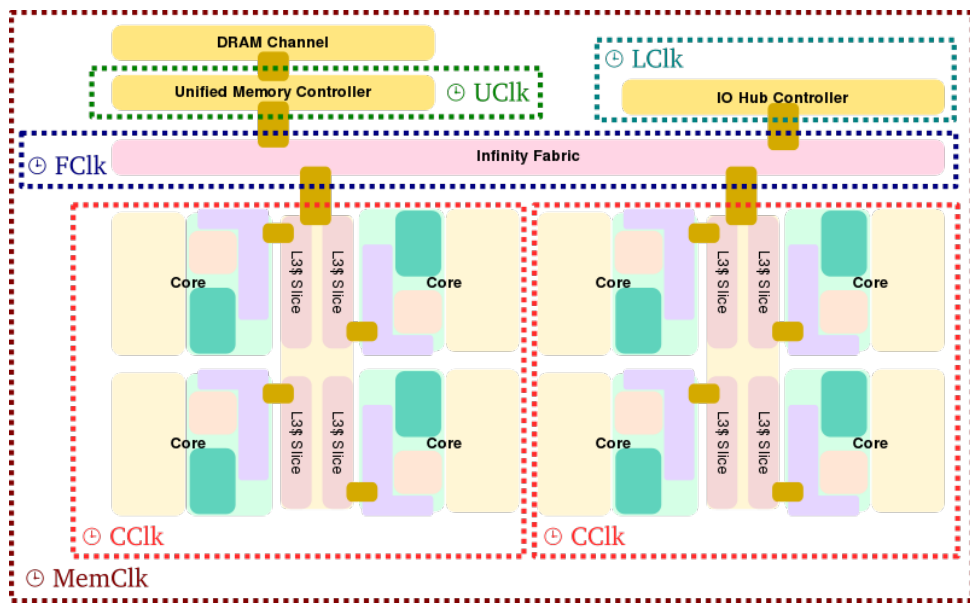 DRAM Channel
LClk
Unified Memory Controller
UClk
IO Hub Controller
Infinity Fabric
FClk
Core
L3$ Slice
L3$ Slice
Core
Core
L3$ Slice
L3$ Slice
Core
Core
L3$ Slice
L3$ Slice
Core
Core
L3$ Slice
L3$ Slice
Core
CClk
CClk
MemClk